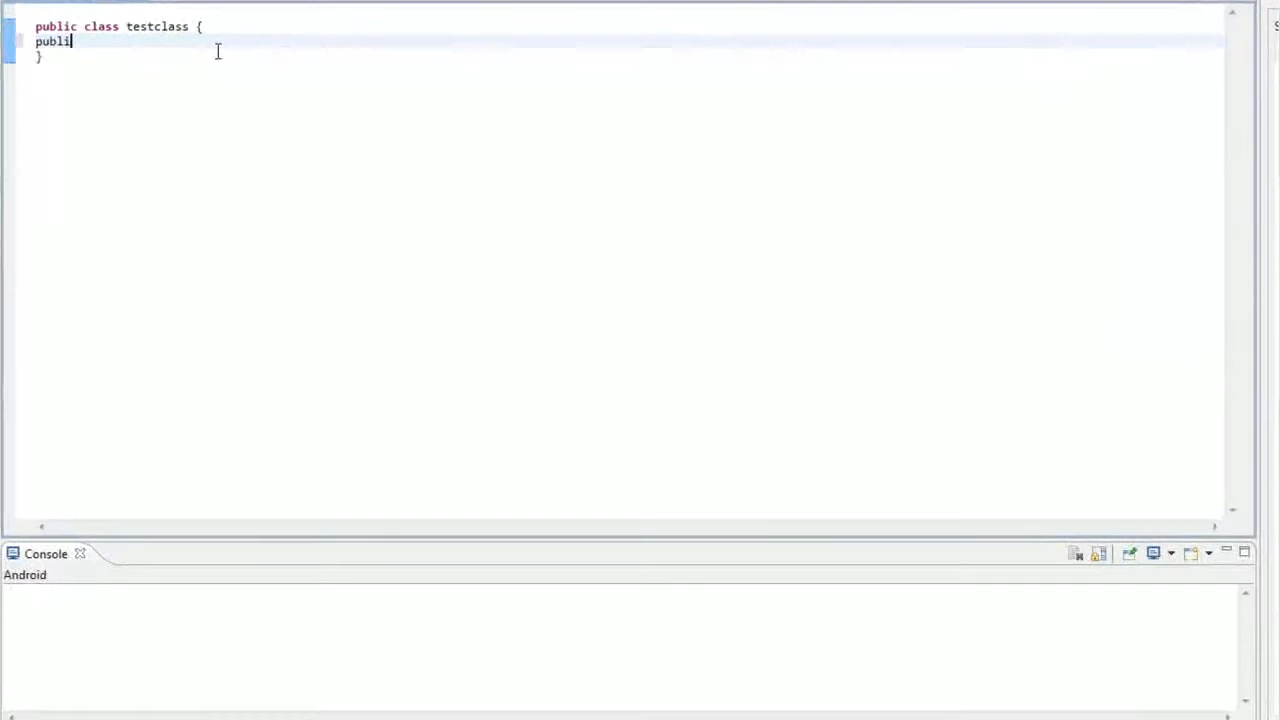 public class testclass {
publi
}
S
Console
Android